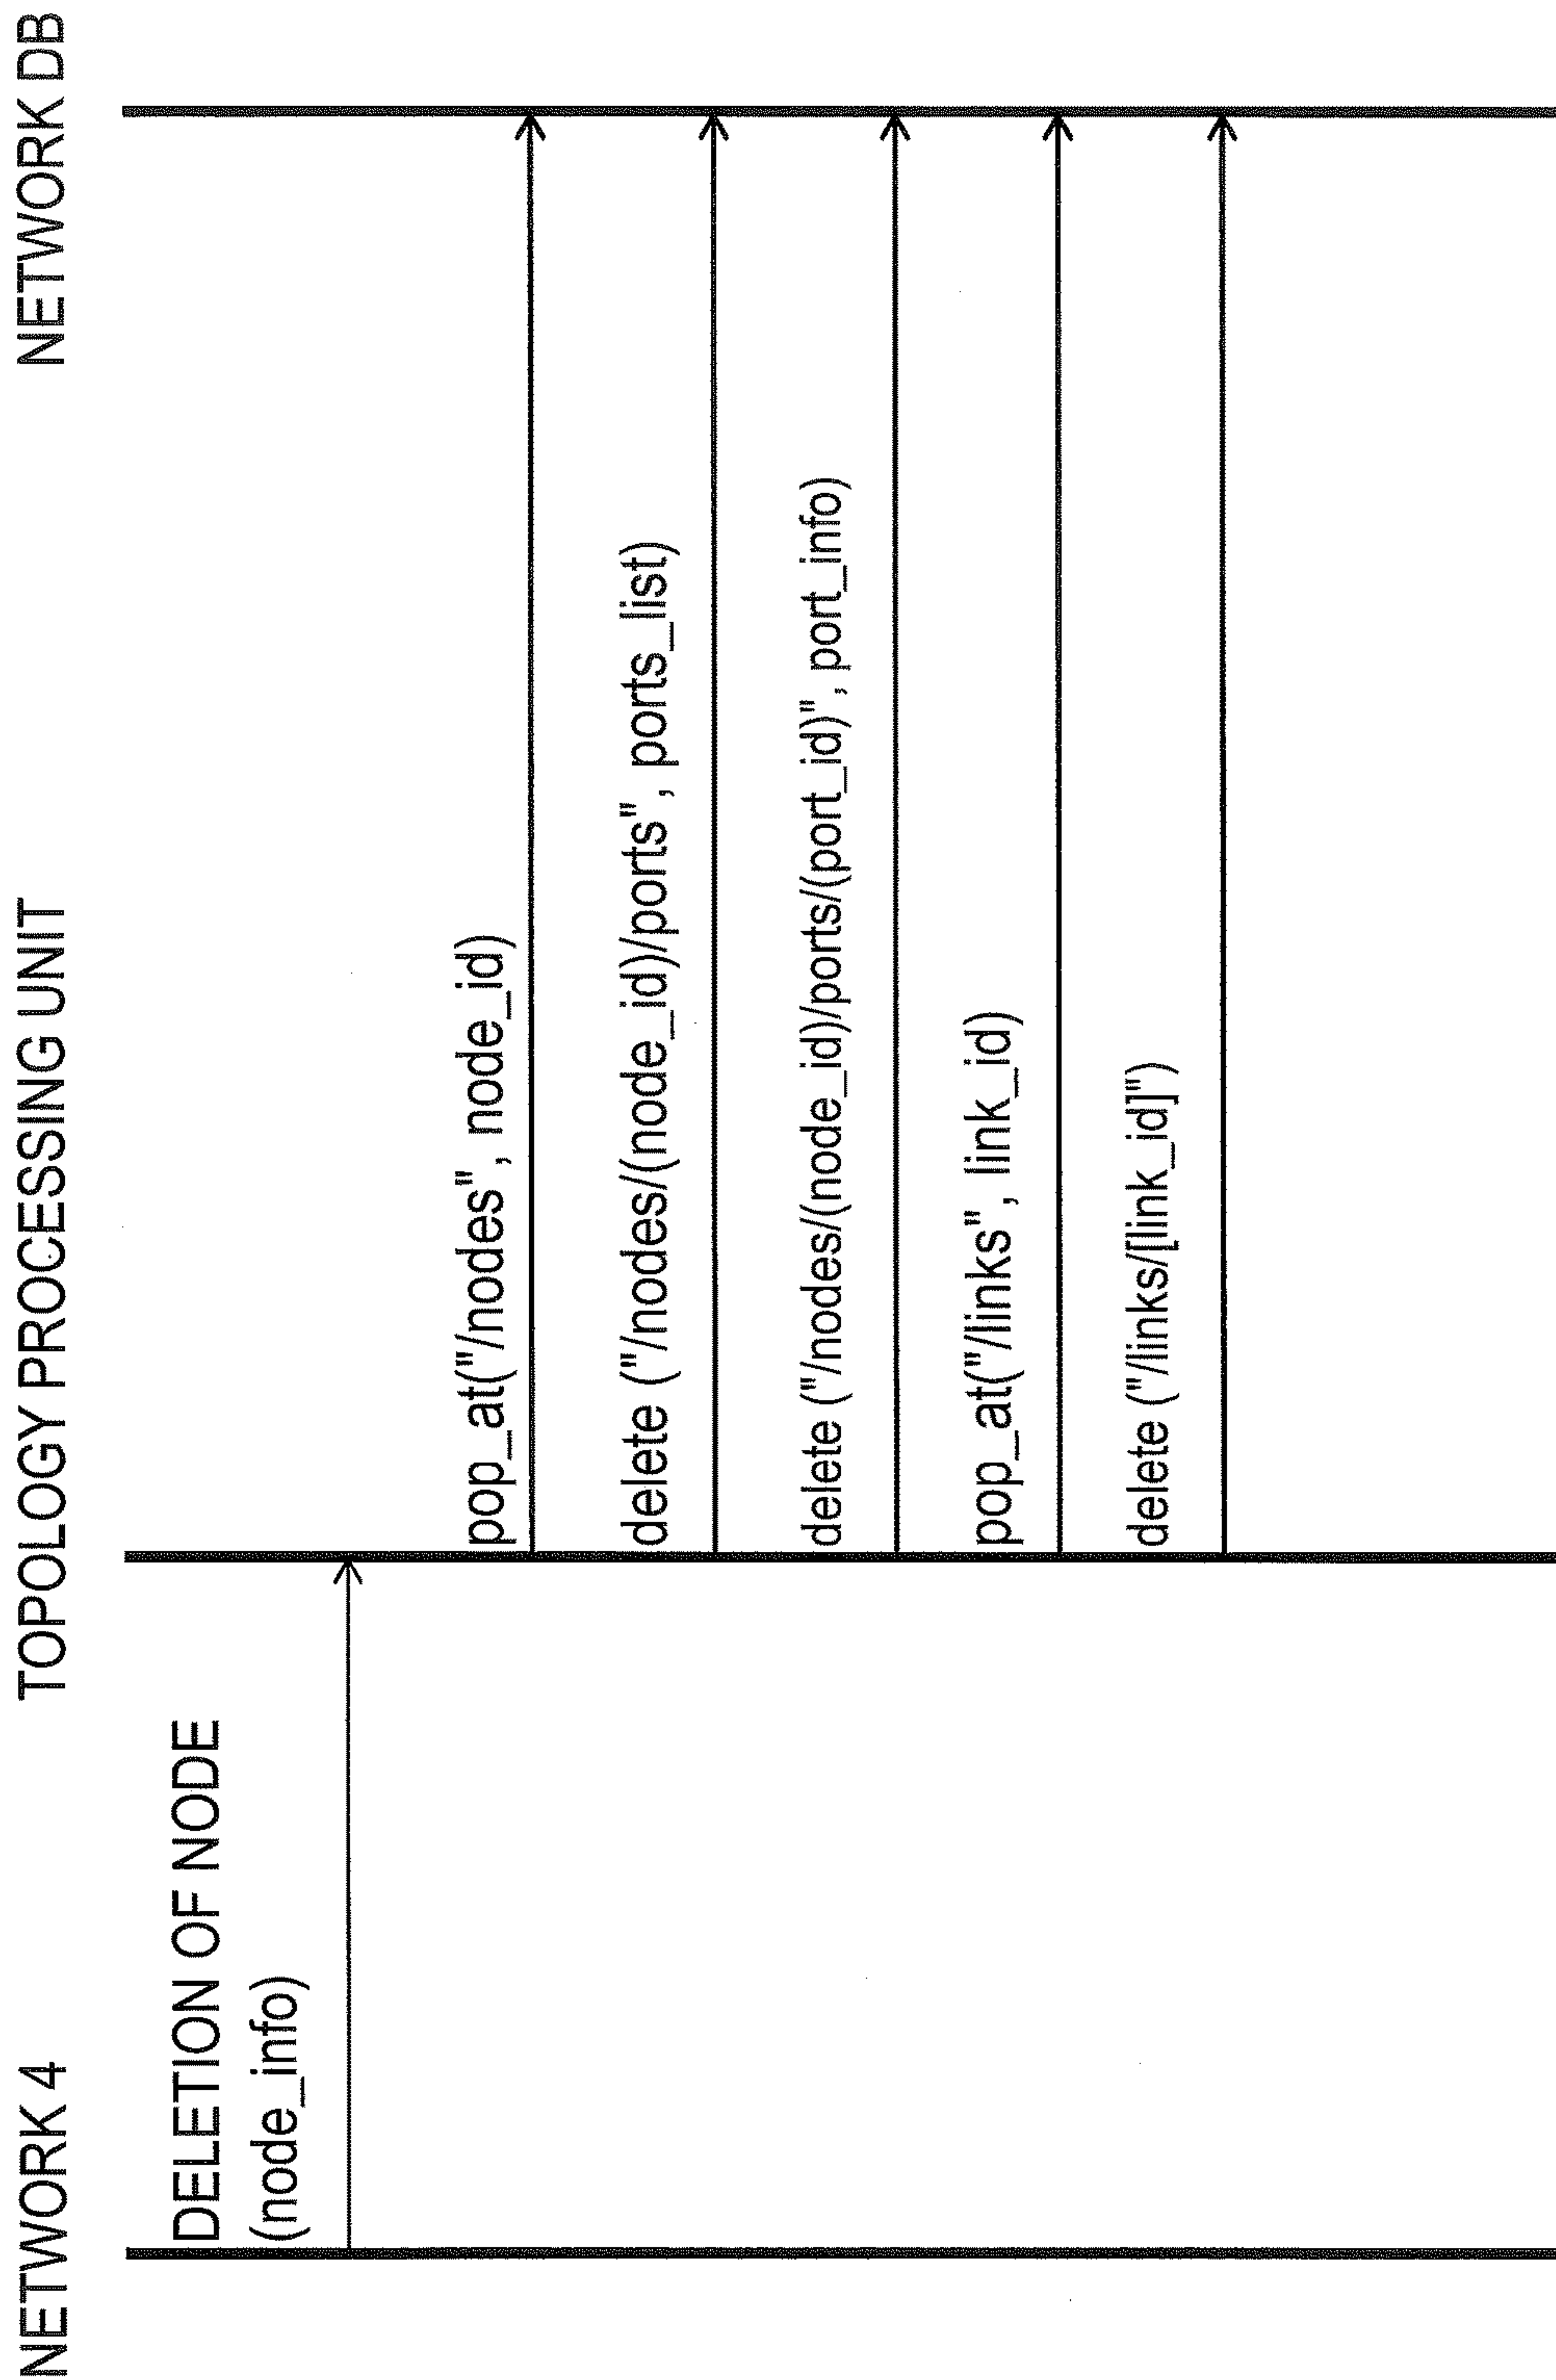 NETWORK 4
TOPOLOGY PROCESSING UNIT
NETWORK DB
DELETION OF NODE
(node_info)
pop_at("/nodes", node_id)
delete ("/nodes/(node_id)/ports", ports_list)
delete ("/nodes/(node_id)/ports/(port_id)", port_info)
pop_at("/links", link_id)
delete ("/links/[link_id]")